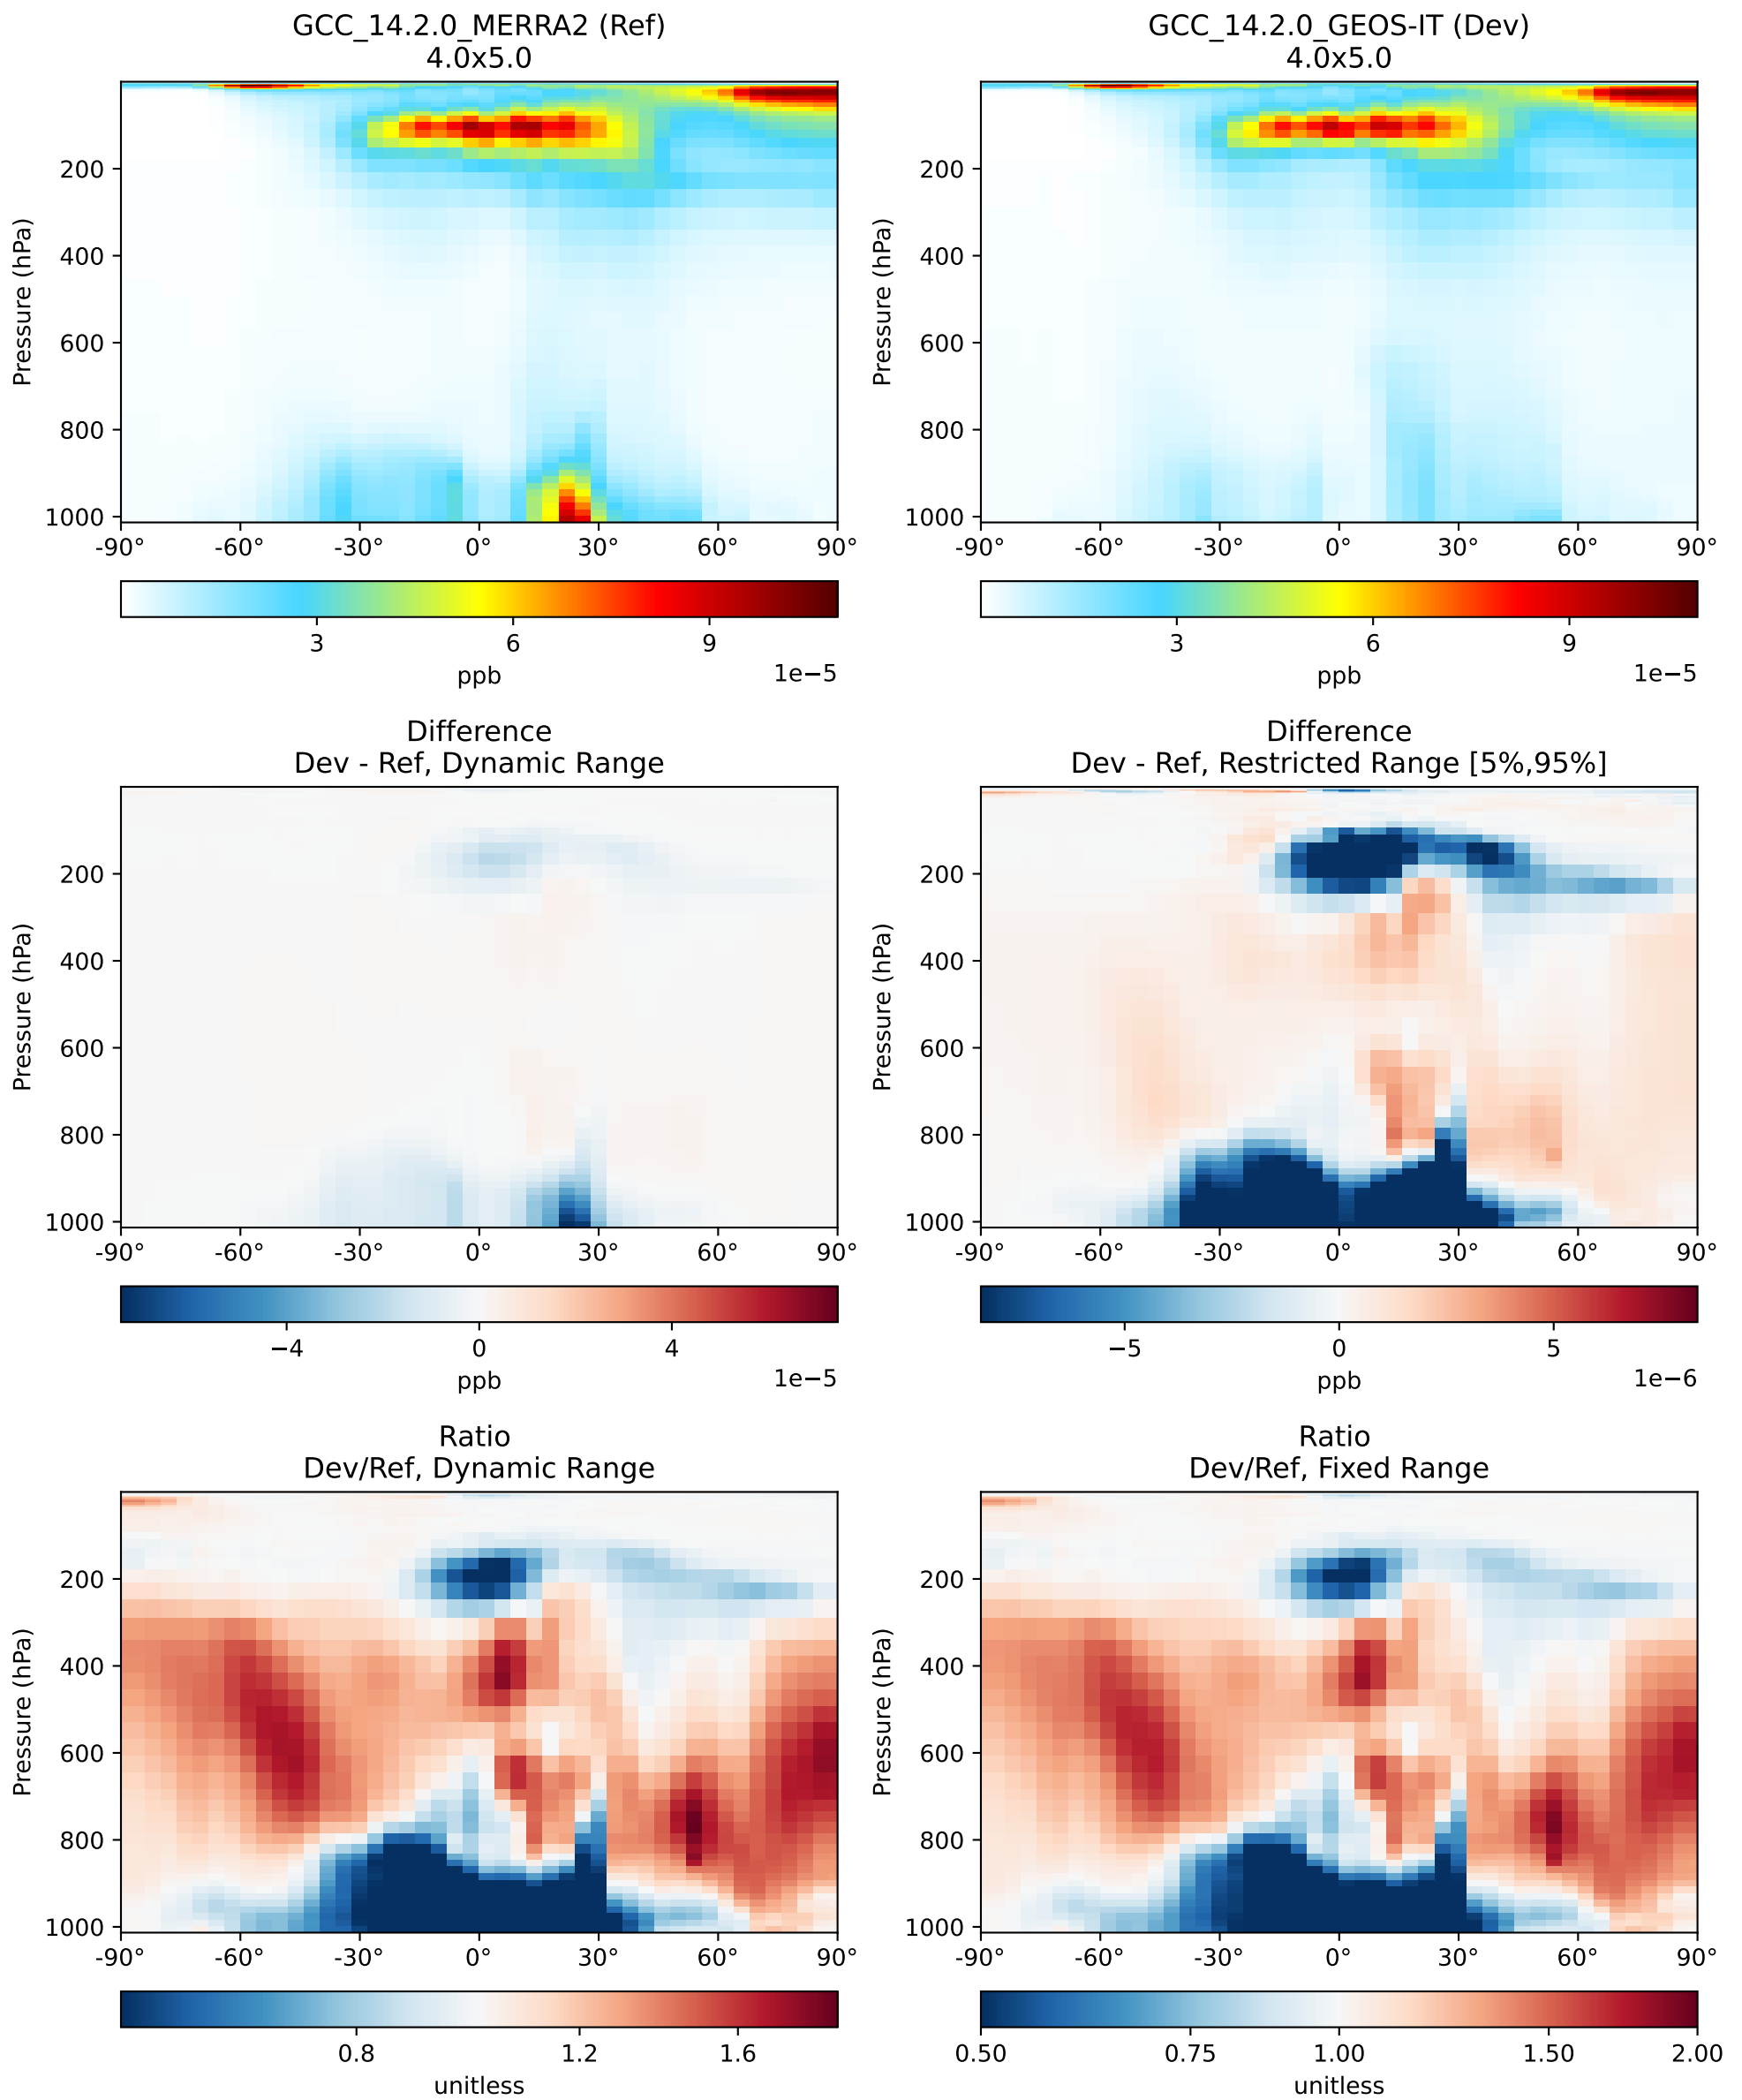 GCC_14.2.0_MERRA2 (Ref)
4.0x5.0
Pressure (hPa)
200
400
600
800
1000
-90° -60° -30° 0° 30° 60° 90°
3 6 9
ppb
1e−5
GCC_14.2.0_GEOS-IT (Dev)
4.0x5.0
Pressure (hPa)
200
400
600
800
1000
-90° -60° -30° 0° 30° 60° 90°
3 6 9
ppb
1e−5
Difference
Dev - Ref, Dynamic Range
Pressure (hPa)
200
400
600
800
1000
-90° -60° -30° 0° 30° 60° 90°
−4 0 4
ppb
1e−5
Difference
Dev - Ref, Restricted Range [5%,95%]
Pressure (hPa)
200
400
600
800
1000
-90° -60° -30° 0° 30° 60° 90°
−5 0 5
ppb
1e−6
Ratio
Dev/Ref, Dynamic Range
Pressure (hPa)
200
400
600
800
1000
-90° -60° -30° 0° 30° 60° 90°
0.8 1.2 1.6
unitless
Ratio
Dev/Ref, Fixed Range
Pressure (hPa)
200
400
600
800
1000
-90° -60° -30° 0° 30° 60° 90°
0.50 0.75 1.00 1.50 2.00
unitless